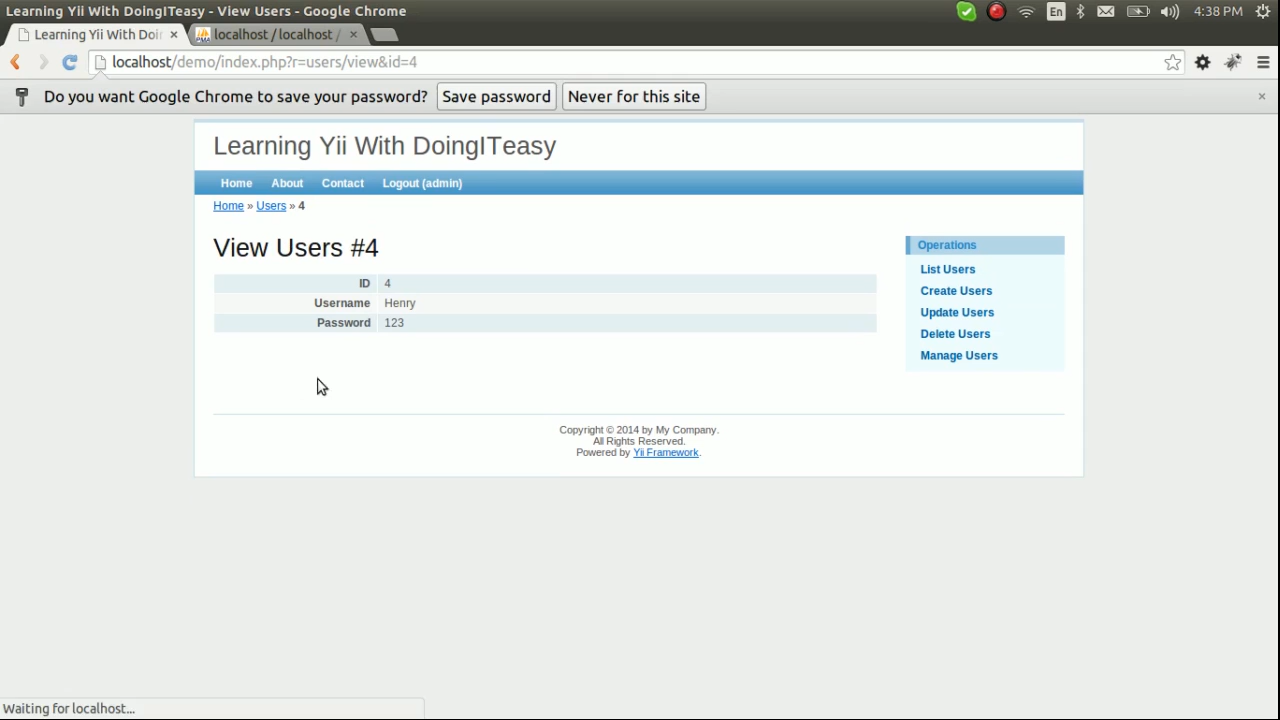 Learning Yii With DoingITeasy - View Users - Google Chrome
En
4:38 PM
Learning Yii With Doin
PMA
localhost / localhost /
localhost/demo/index.php?r=users/view&id=4
Do you want Google Chrome to save your password?
Save password
Never for this site
Learning Yii With DoingITeasy
Home
About
Contact
Logout (admin)
Home » Users » 4
View Users #4
ID 4
Username Henry
Password 123
Operations
List Users
Create Users
Update Users
Delete Users
Manage Users
Copyright © 2014 by My Company.
All Rights Reserved.
Powered by Yii Framework.
Waiting for localhost...